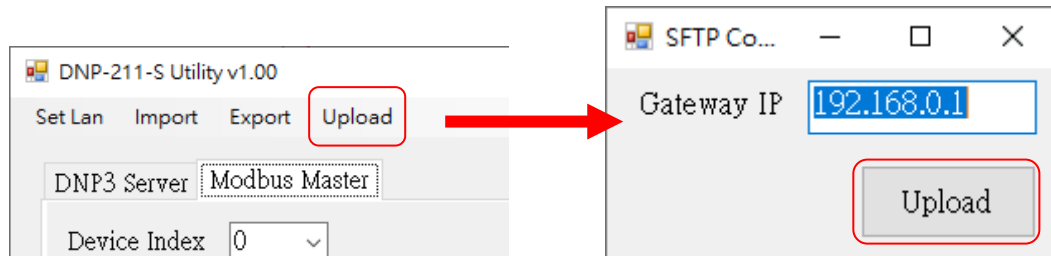 DNP-211-S Utility v1.00
Set Lan Import Export Upload
DNP3 Server Modbus Master
Device Index 0
SFTP Co...
Gateway IP 192.168.0.1
Upload